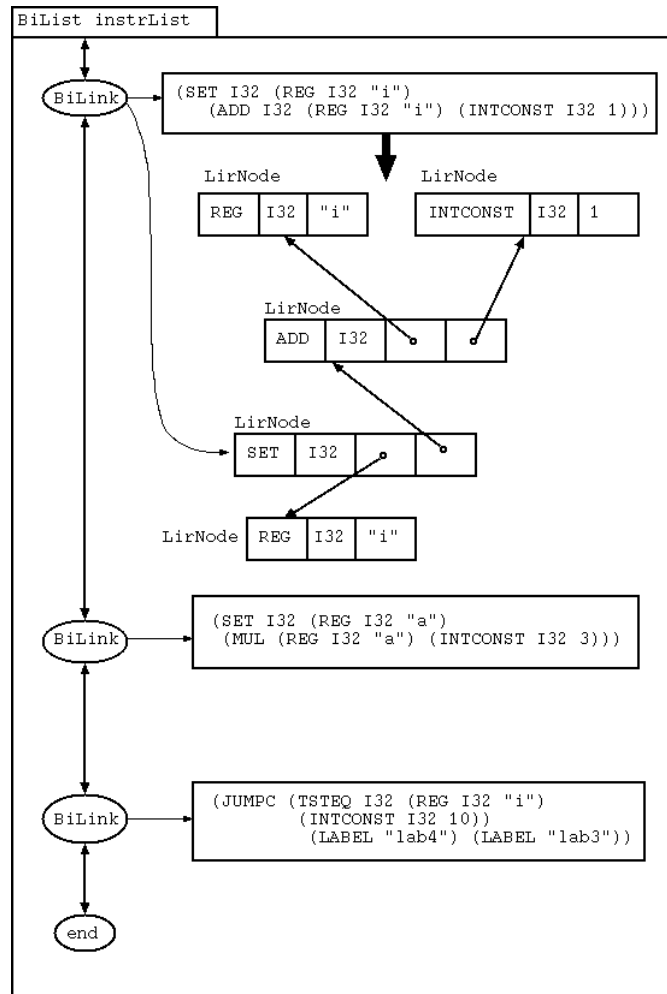 BiList instrList
BiLink
(SET I32 (REG I32 "i")
(ADD I32 (REG I32 "i") (INTCONST I32 1)))
LirNode
LirNode
REG I32 "i"
INTCONST I32 1
LirNode
ADD I32
LirNode
SET I32
LirNode REG I32 "i"
BiLink
(SET I32 (REG I32 "a")
(MUL (REG I32 "a") (INTCONST I32 3)))
BiLink
(JUMPC (TSTEQ I32 (REG I32 "i")
(INTCONST I32 10))
(LABEL "lab4") (LABEL "lab3"))
end